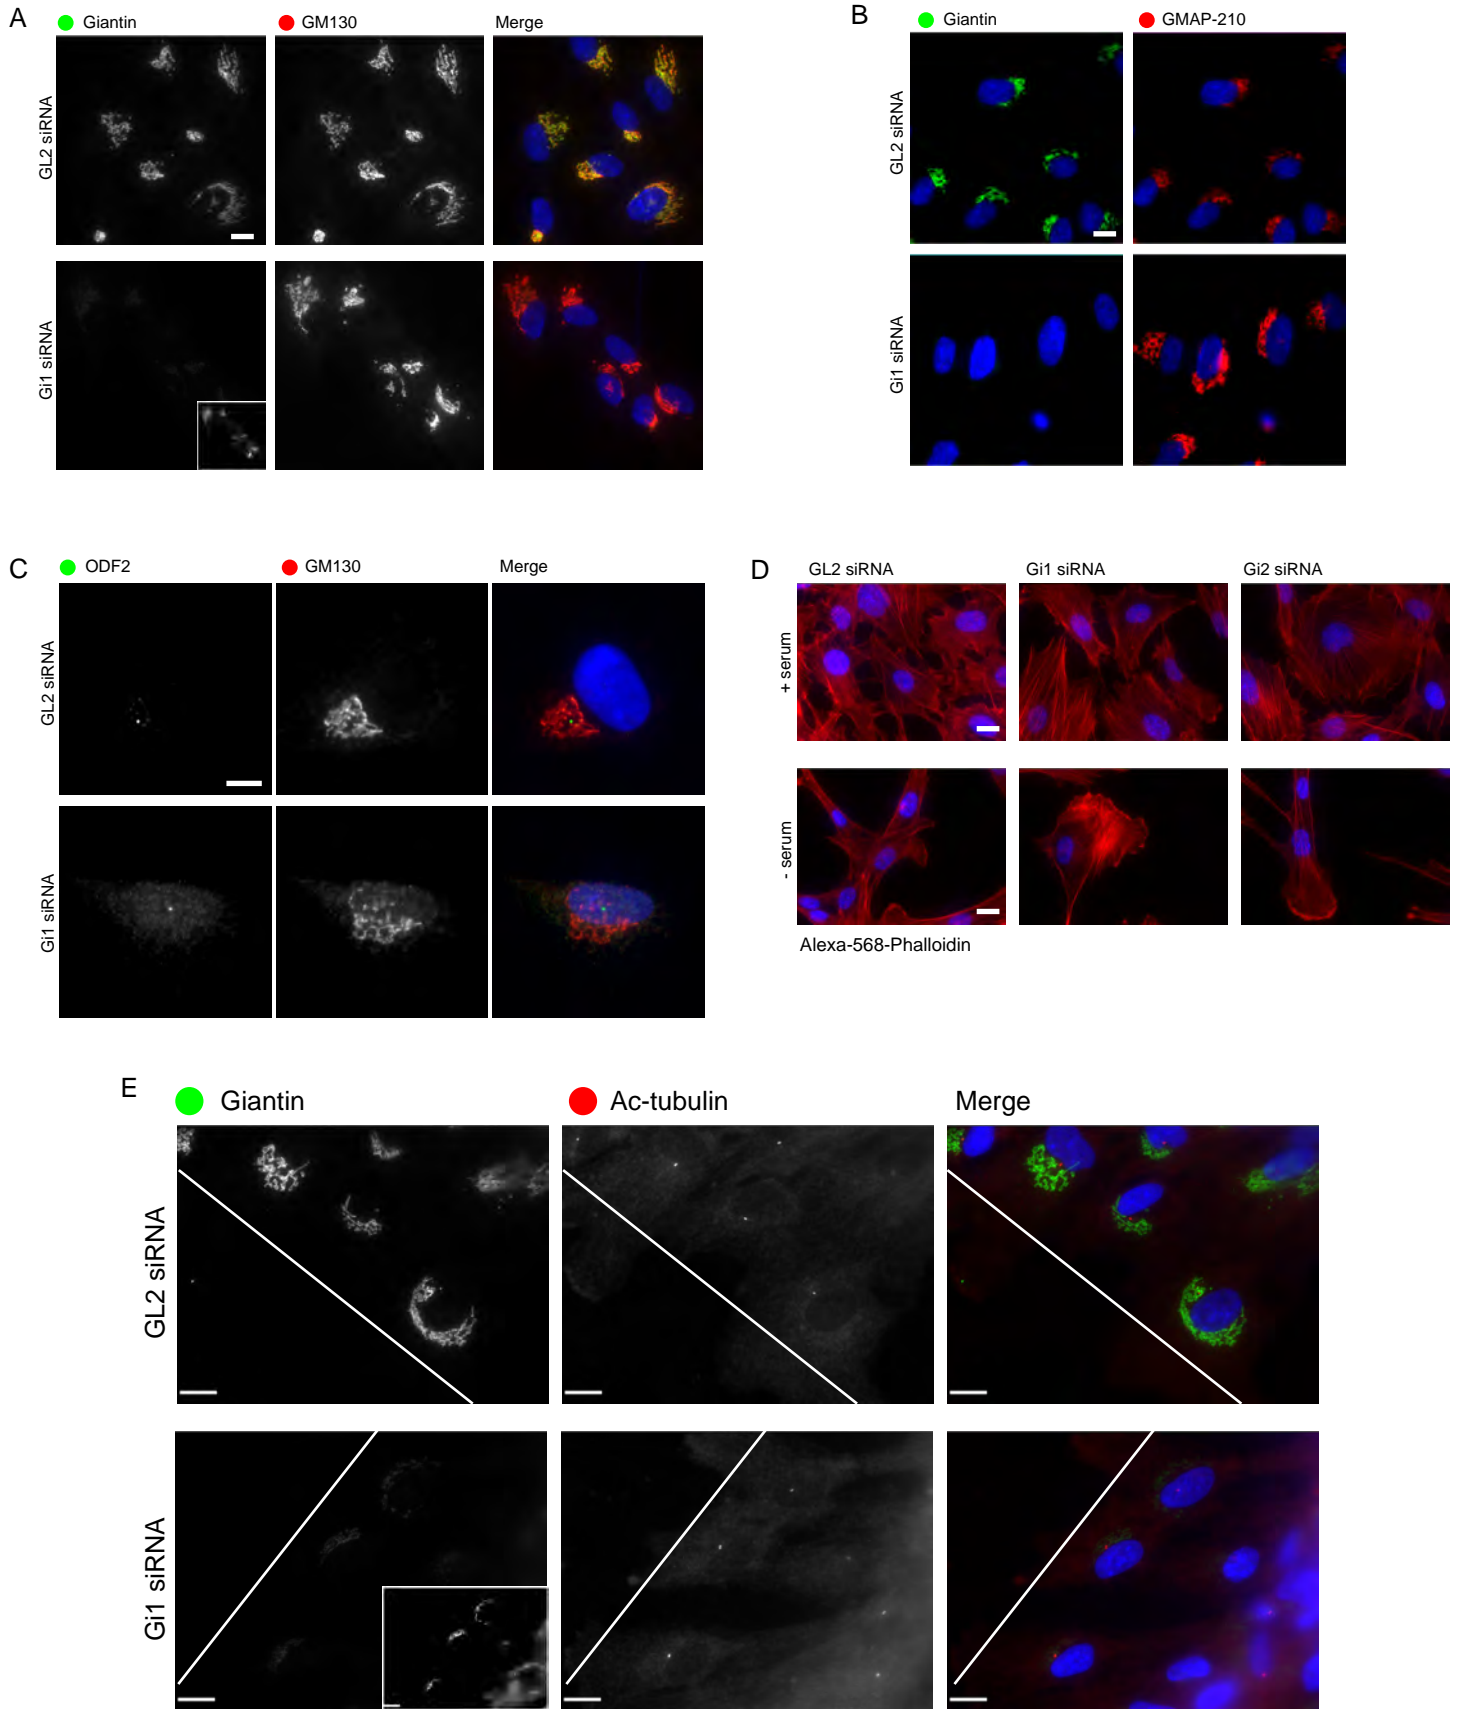 A
Giantin
GM130
Merge
GL2 siRNA
Gi1 siRNA
B
Giantin
GMAP-210
GL2 siRNA
Gi1 siRNA
C
ODF2
GM130
Merge
GL2 siRNA
Gi1 siRNA
D
GL2 siRNA
Gi1 siRNA
Gi2 siRNA
+ serum
- serum
Alexa-568-Phalloidin
E
Giantin
Ac-tubulin
Merge
GL2 siRNA
Gi1 siRNA